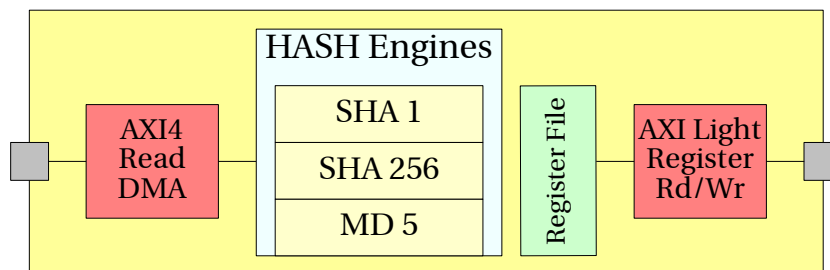 HASH Engines
AXI4
Read
DMA
SHA 1
SHA 256
MD 5
Register File
AXI Light
Register
Rd/Wr